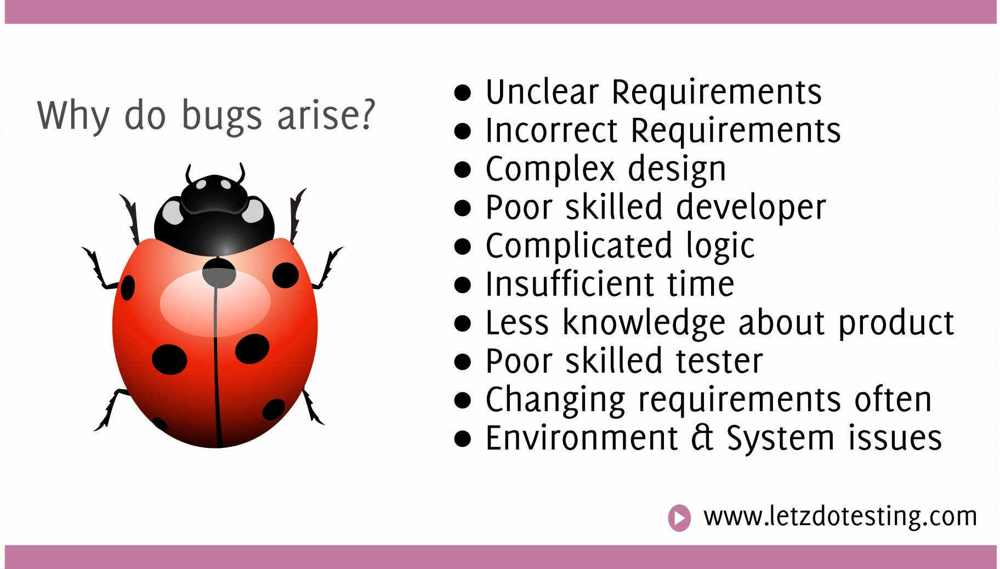 Why do bugs arise?
● Unclear Requirements
● Incorrect Requirements
● Complex design
● Poor skilled developer
● Complicated logic
● Insufficient time
● Less knowledge about product
● Poor skilled tester
● Changing requirements often
● Environment & System issues
www.letzdotesting.com